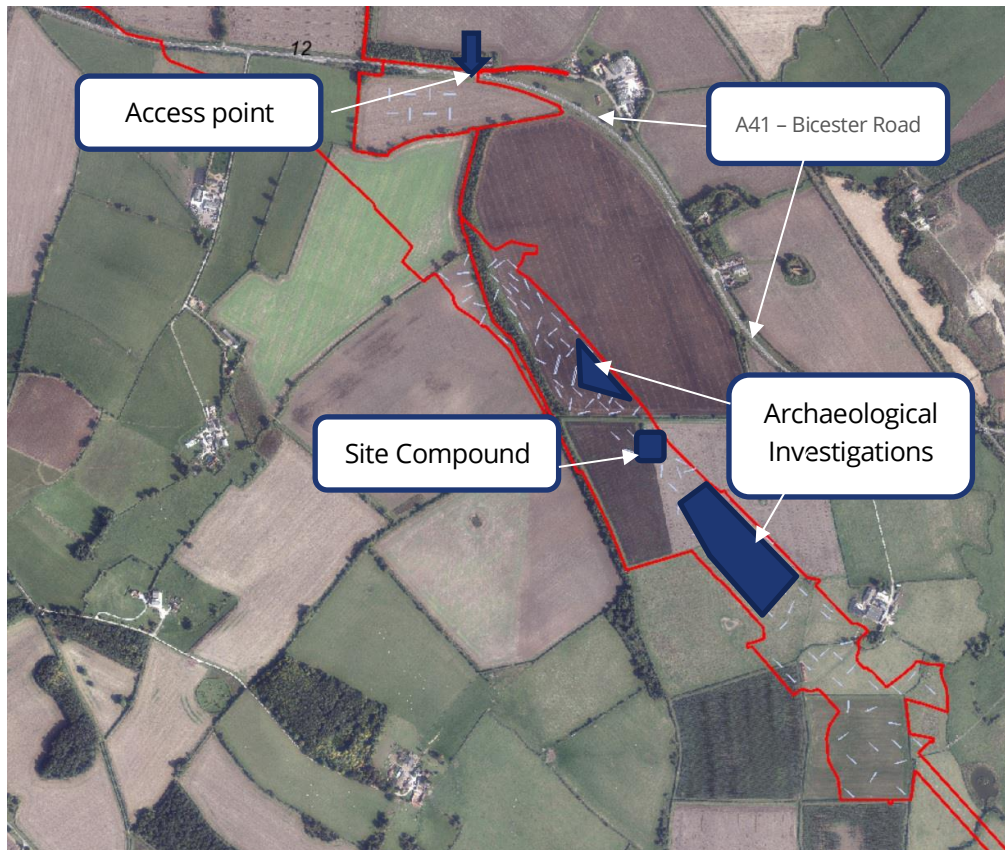 12
Access point
A41 – Bicester Road
Archaeological
Investigations
Site Compound